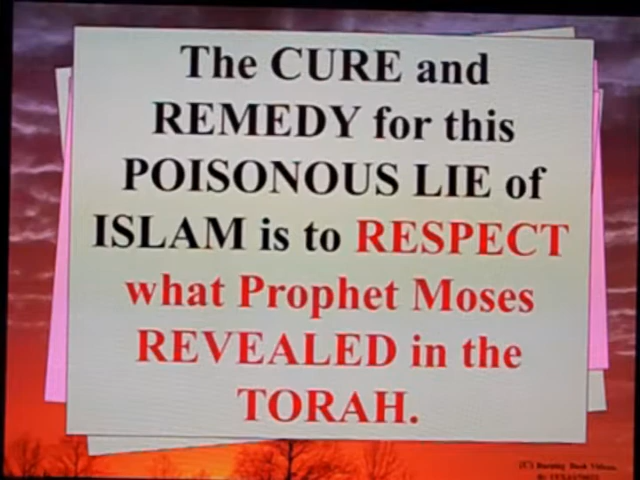 The CURE and
REMEDY for this
POISONOUS LIE of
ISLAM is to RESPECT
what Prophet Moses
REVEALED in the
TORAH.